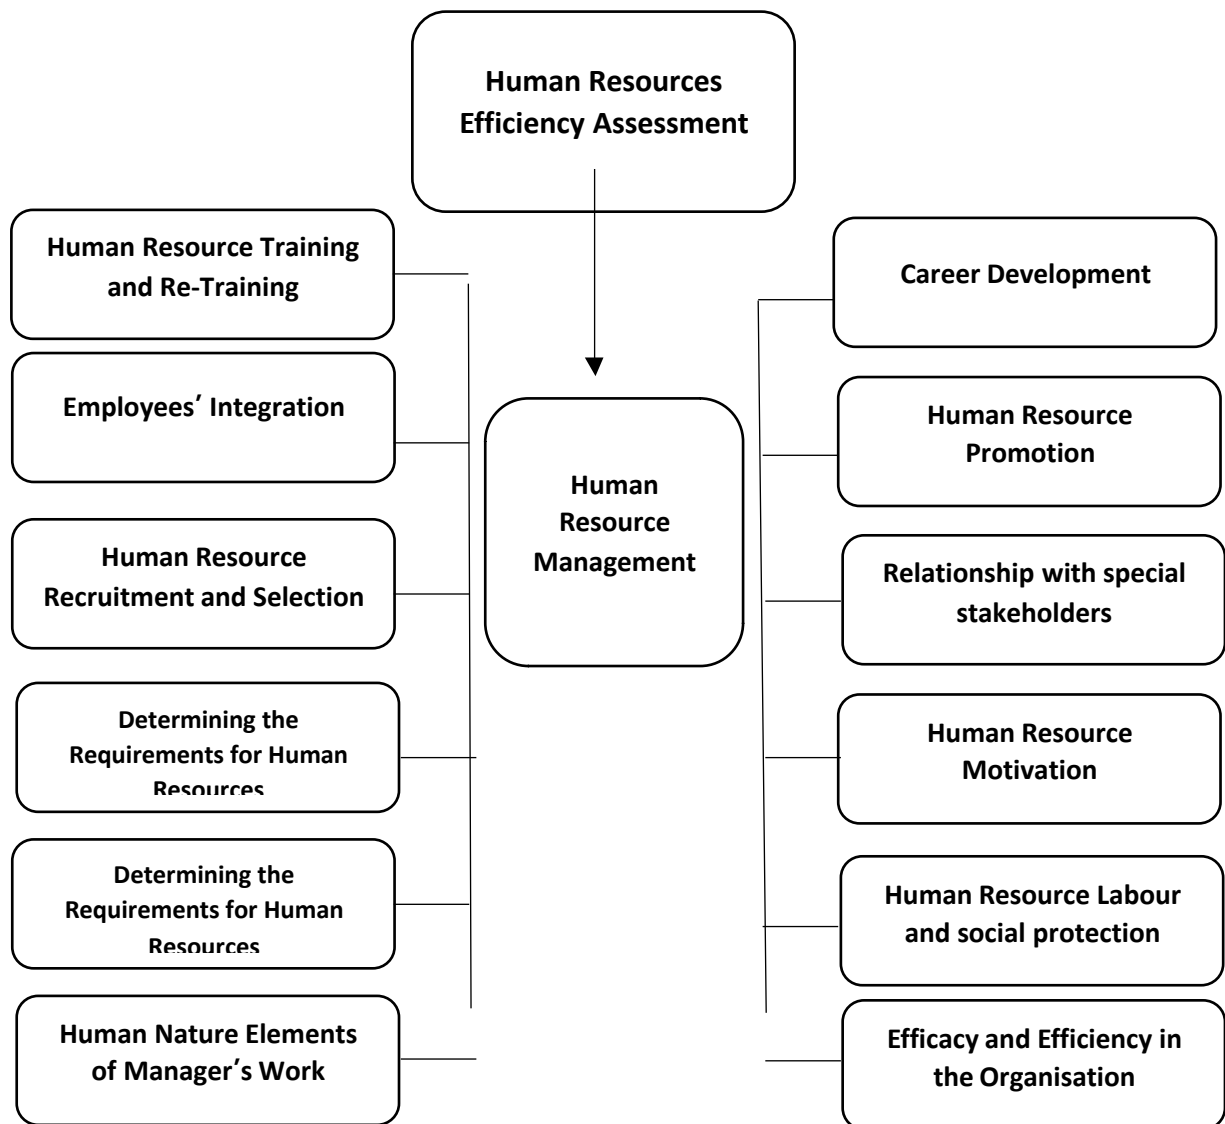 Human Resources
Efficiency Assessment
Human Resource Training
and Re-Training
Employees’ Integration
Human Resource
Recruitment and Selection
Determining the
Requirements for Human
Resources
Determining the
Requirements for Human
Resources
Human Nature Elements
of Manager’s Work
Human
Resource
Management
Career Development
Human Resource
Promotion
Relationship with special
stakeholders
Human Resource
Motivation
Human Resource Labour
and social protection
Efficacy and Efficiency in
the Organisation